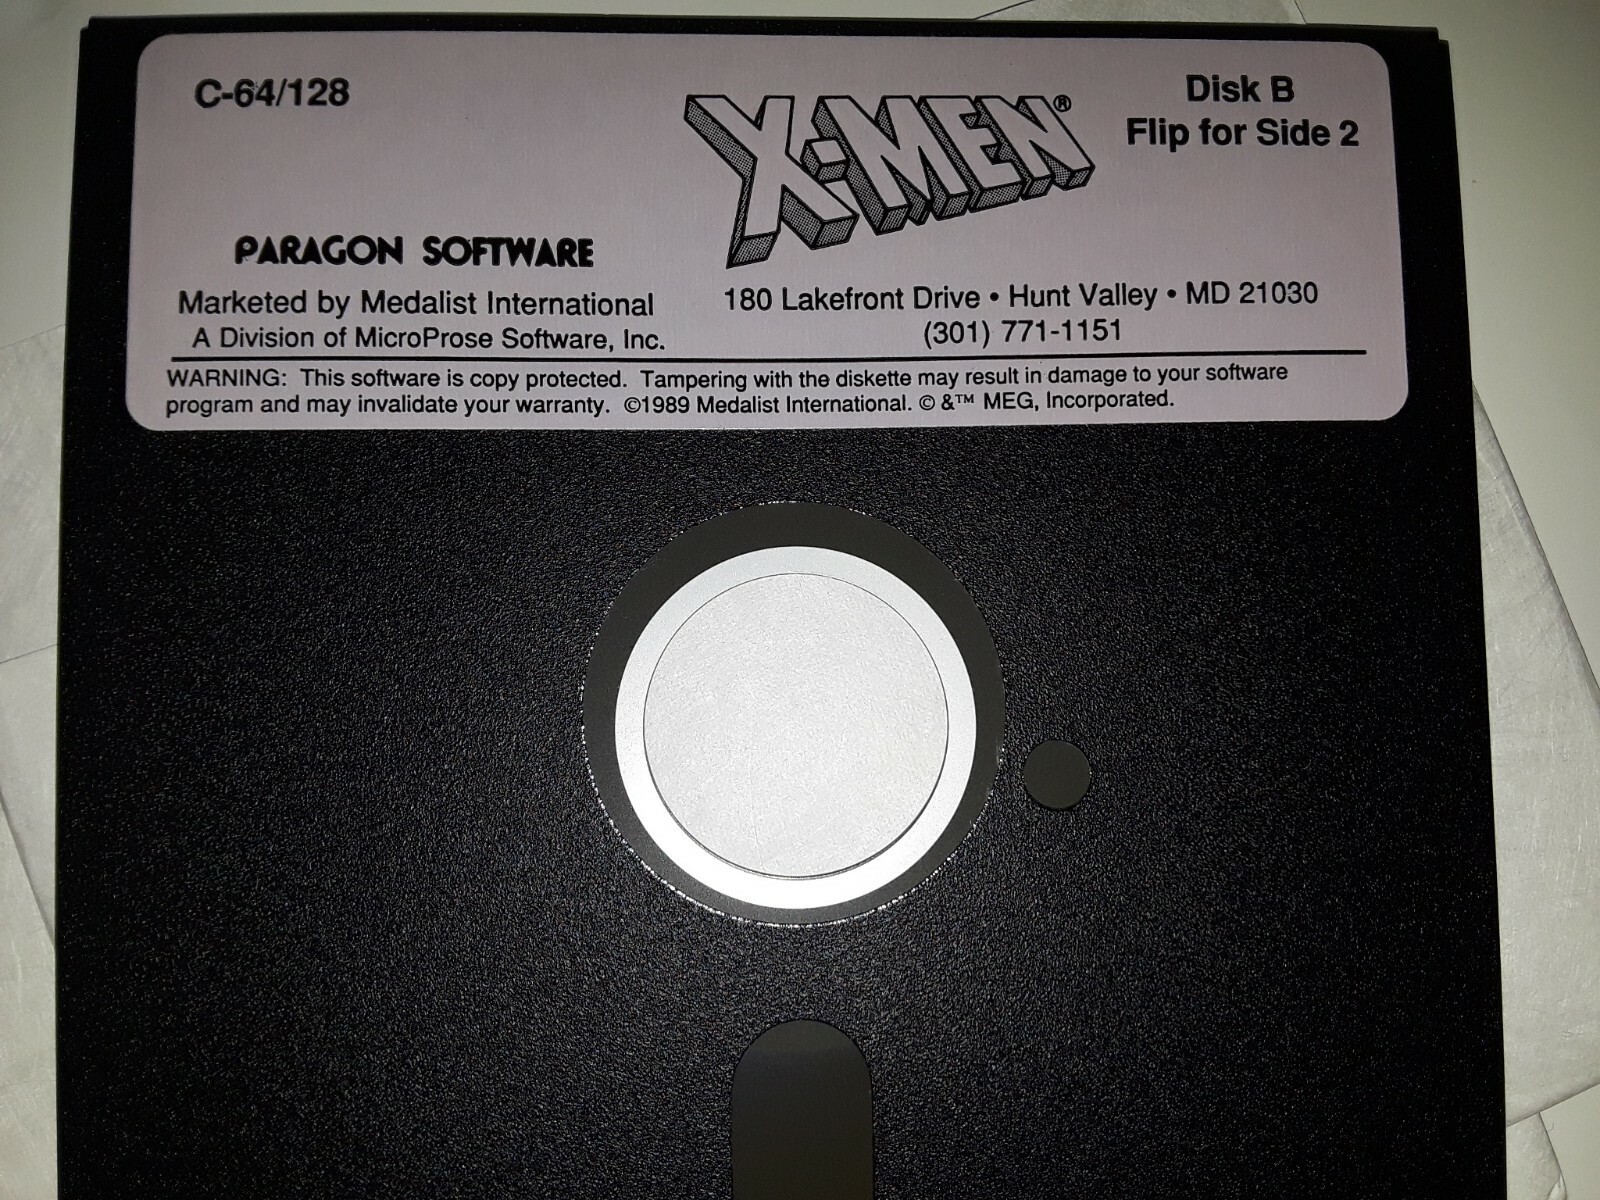 C-64/128
X-MEN®
Disk B
Flip for Side 2
PARAGON SOFTWARE
Marketed by Medalist International
A Division of MicroProse Software, Inc.
180 Lakefront Drive • Hunt Valley • MD 21030
(301) 771-1151
WARNING: This software is copy protected. Tampering with the diskette may result in damage to your software
program and may invalidate your warranty. ©1989 Medalist International. © &™ MEG, Incorporated.